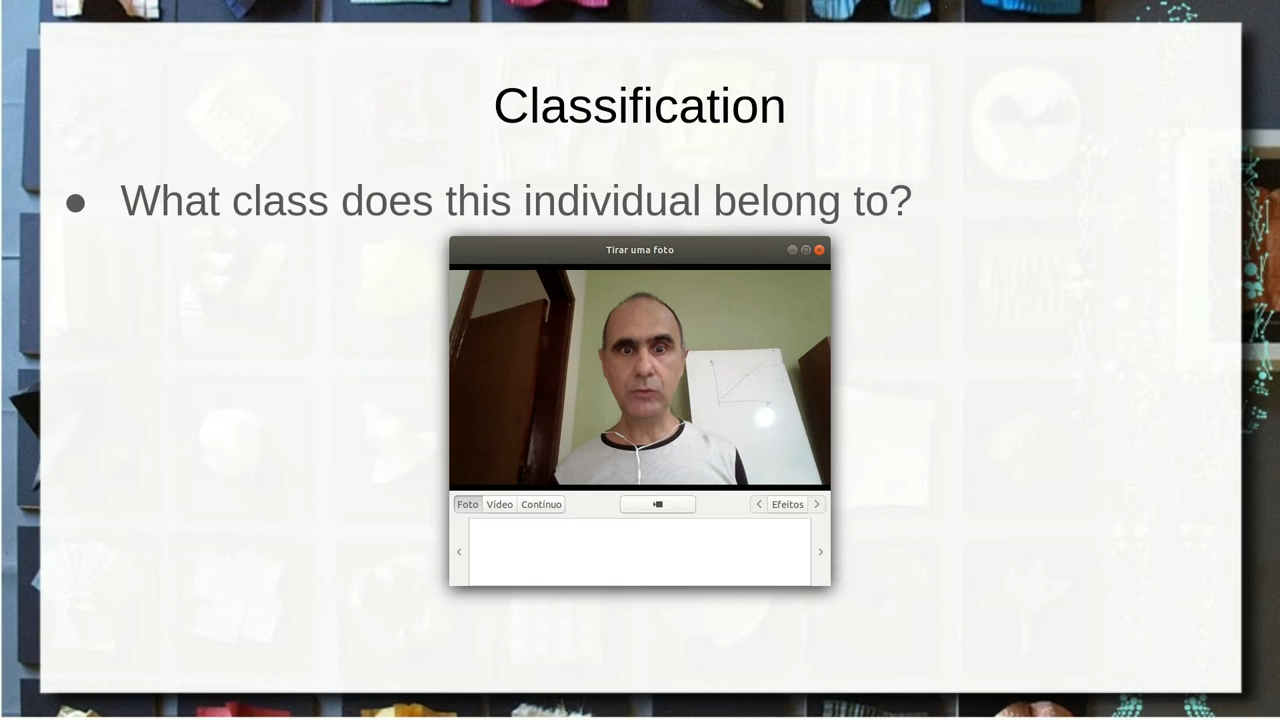 Classification
● What class does this individual belong to?
Tirar uma foto
Foto Vídeo Contínuo Efeitos